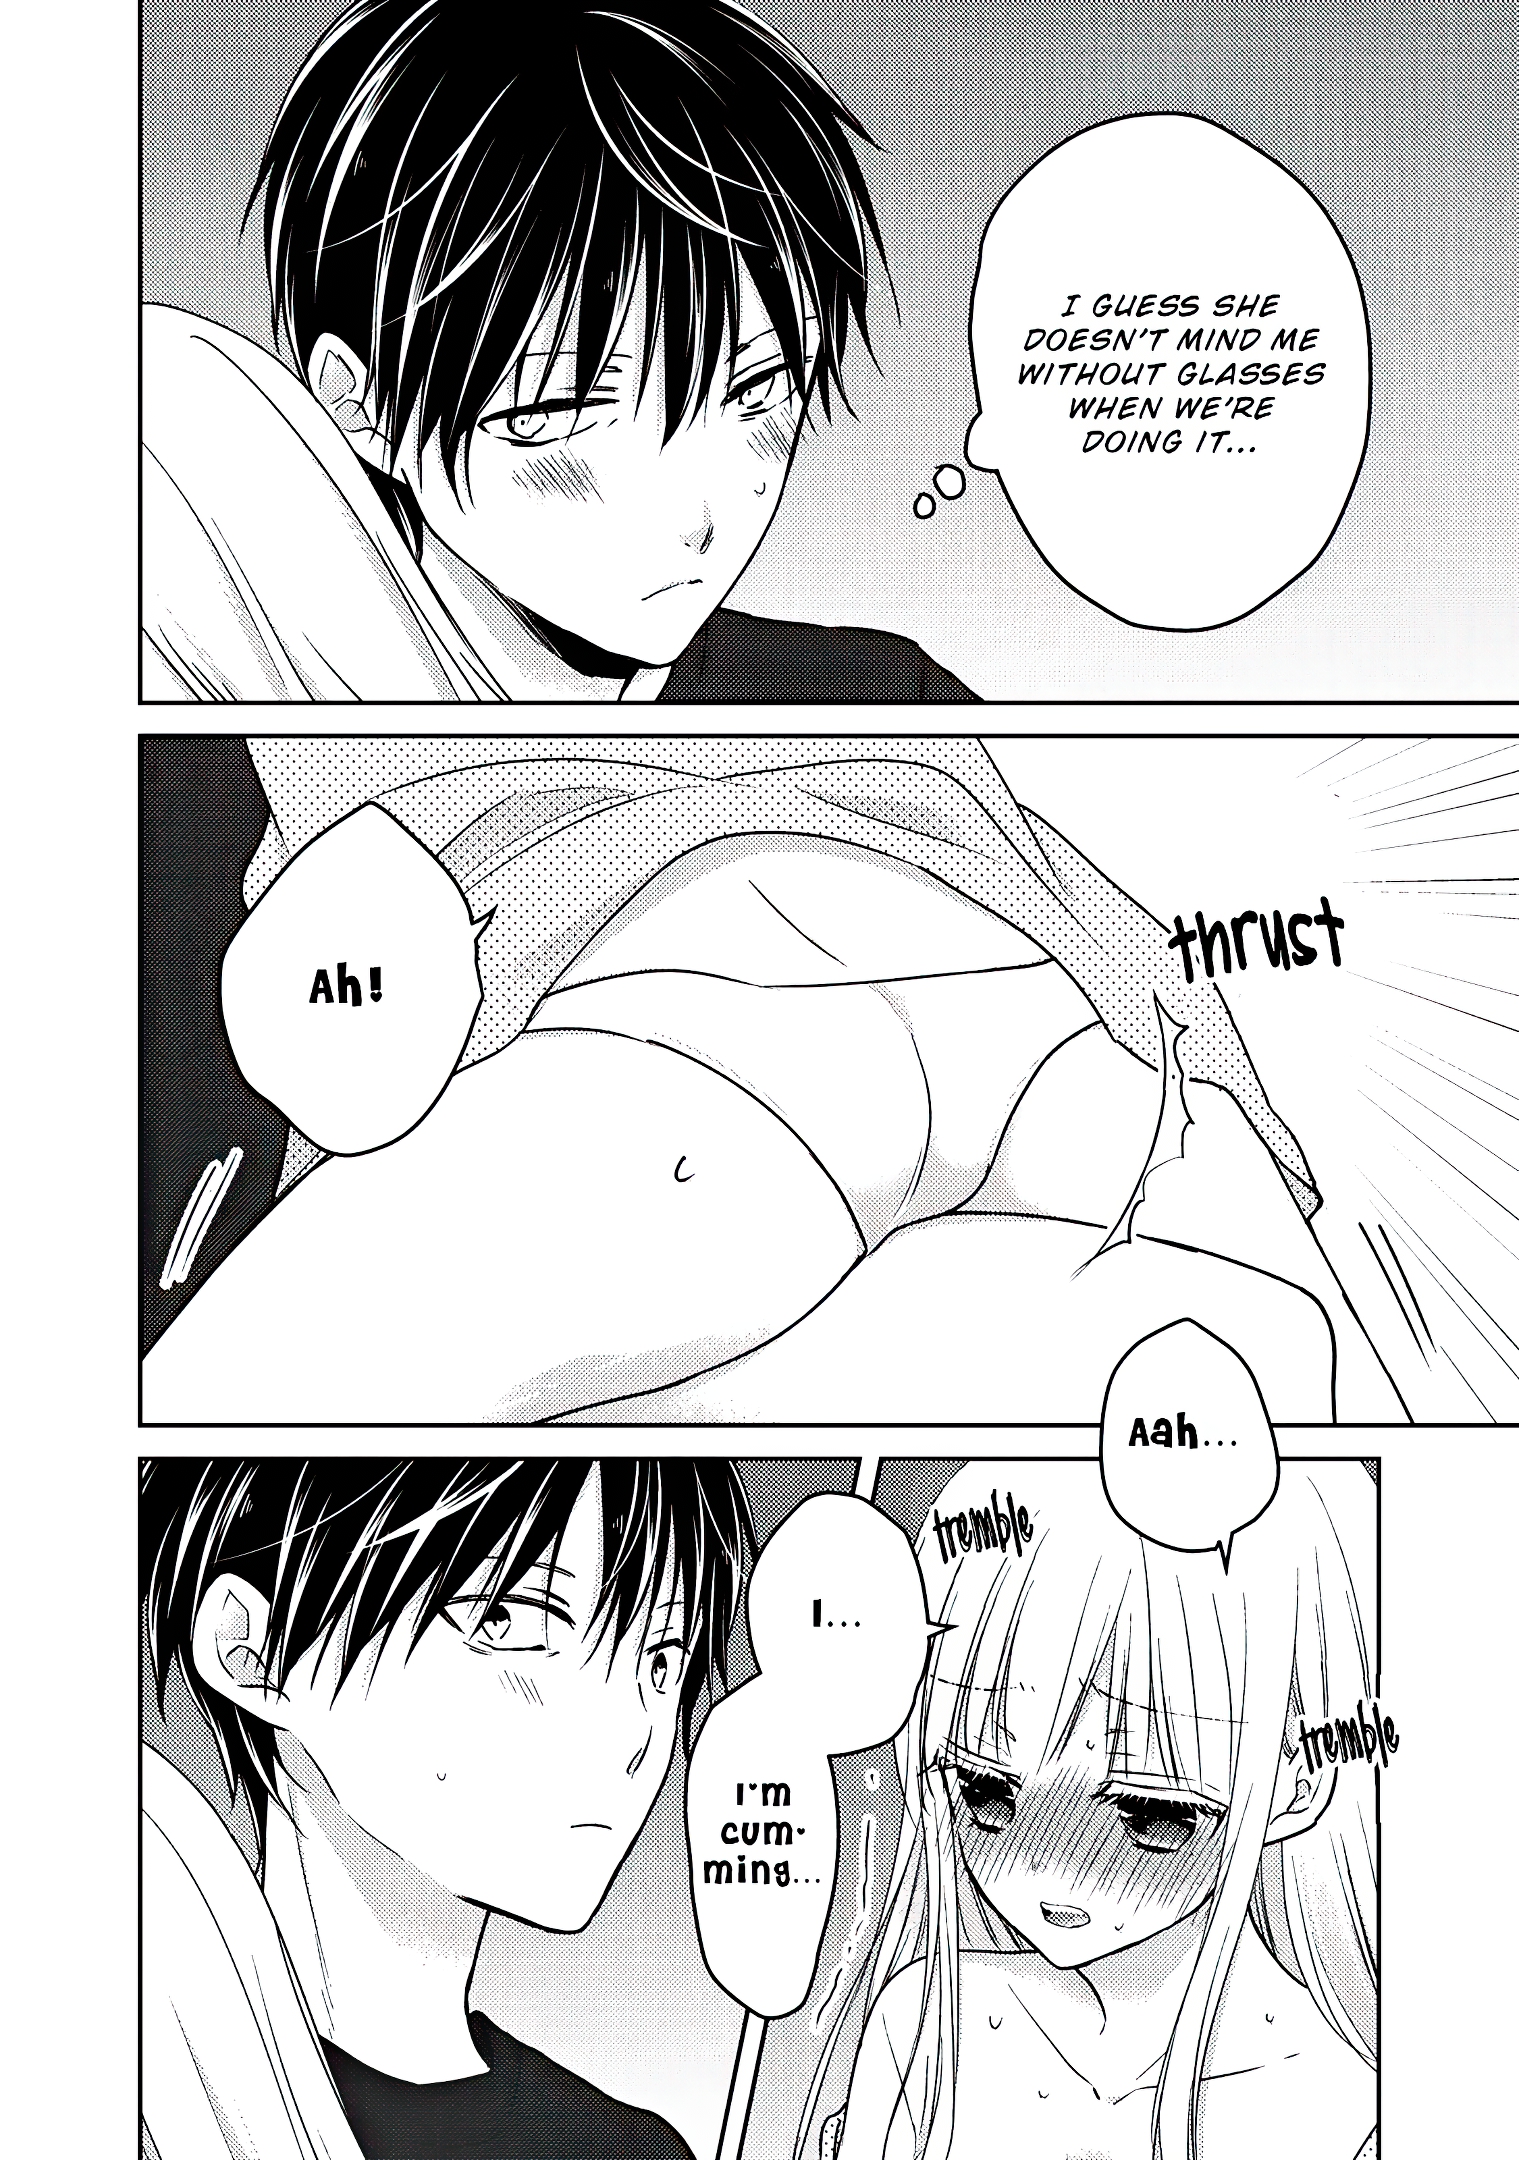 I GUESS SHE
DOESN'T MIND ME
WITHOUT GLASSES
WHEN WE'RE
DOING IT...
thrust
Ah!
Aah...
tremble
I...
tremble
I'm
cum-
ming...